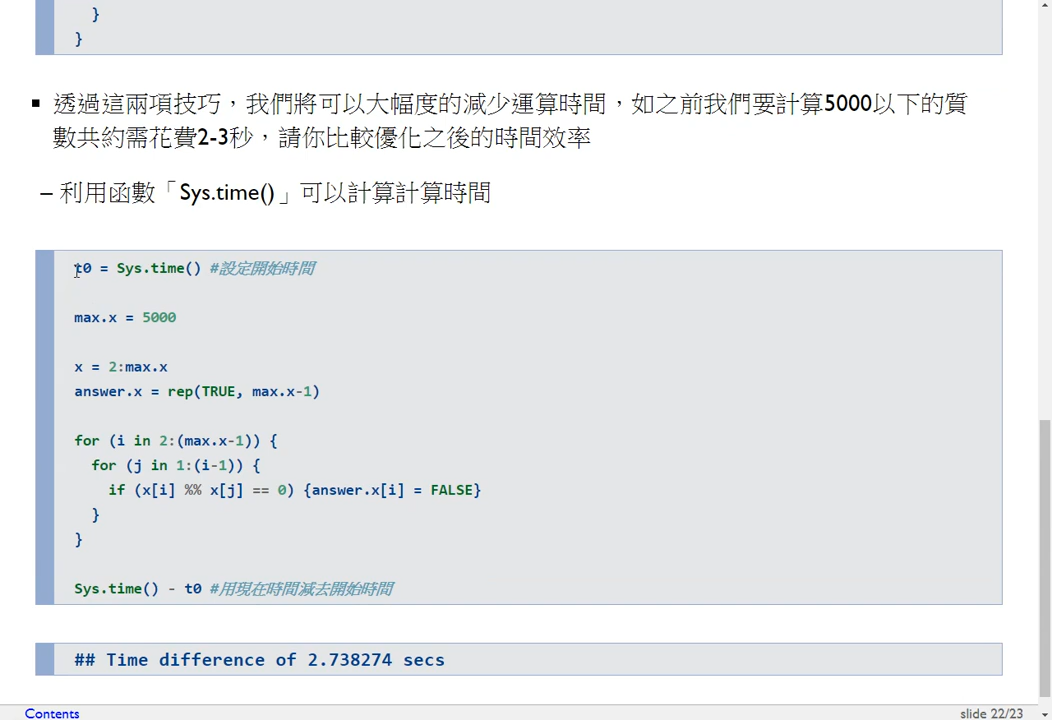 }
}
▪ 透過這兩項技巧，我們將可以大幅度的減少運算時間，如之前我們要計算5000以下的質
數共約需花費2-3秒，請你比較優化之後的時間效率
– 利用函數「Sys.time()」可以計算計算時間
t0 = Sys.time() #設定開始時間
max.x = 5000
x = 2:max.x
answer.x = rep(TRUE, max.x-1)
for (i in 2:(max.x-1)) {
for (j in 1:(i-1)) {
if (x[i] %% x[j] == 0) {answer.x[i] = FALSE}
}
}
Sys.time() - t0 #用現在時間減去開始時間
## Time difference of 2.738274 secs
Contents
slide 22/23